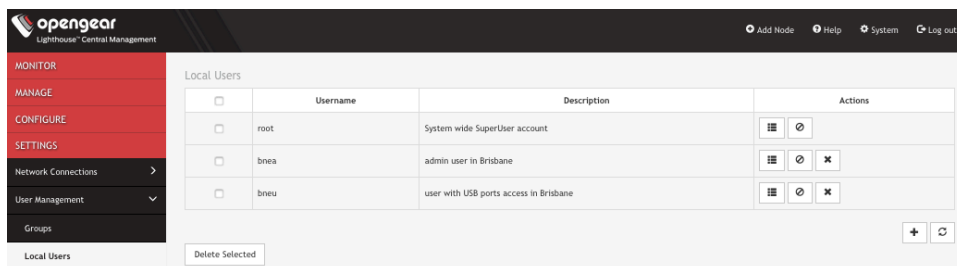 opengear
Lighthouse™ Central Management
Add Node Help System Log out
MONITOR
MANAGE
CONFIGURE
SETTINGS
Network Connections
User Management
Groups
Local Users
Local Users
Username Description Actions
root System wide SuperUser account
bnea admin user in Brisbane
bneu user with USB ports access in Brisbane
Delete Selected